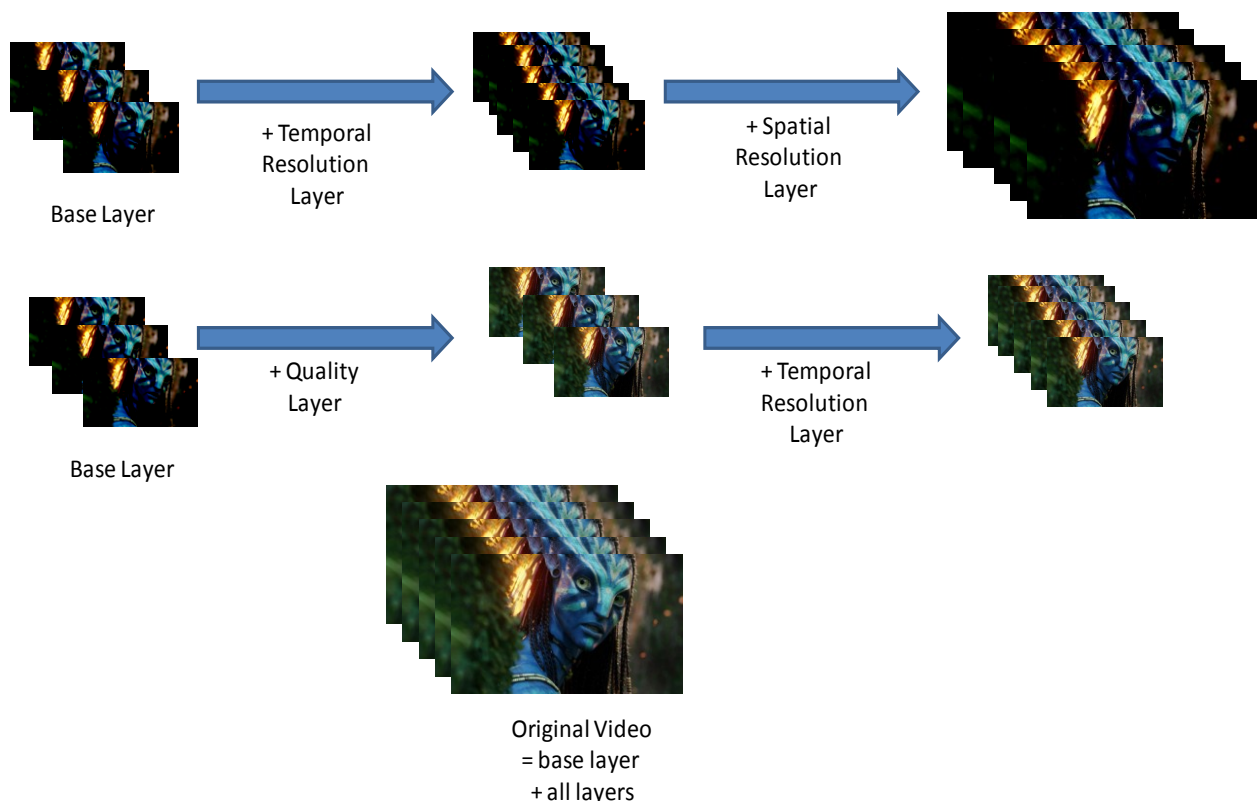 + Temporal
Resolution
Layer
+ Spatial
Resolution
Layer
Base Layer
+ Quality
Layer
+ Temporal
Resolution
Layer
Base Layer
Original Video
= base layer
+ all layers